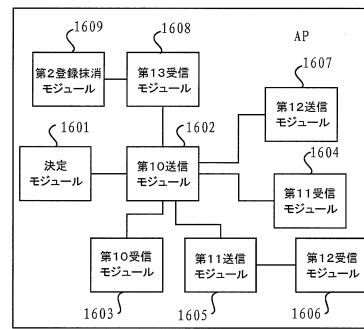 1609
1608
AP
第2登録抹消
モジュール
第13受信
モジュール
1607
第12送信
モジュール
1601
1602
1604
決定
モジュール
第10送信
モジュール
第11受信
モジュール
第10受信
モジュール
第11送信
モジュール
第12受信
モジュール
1603
1605
1606